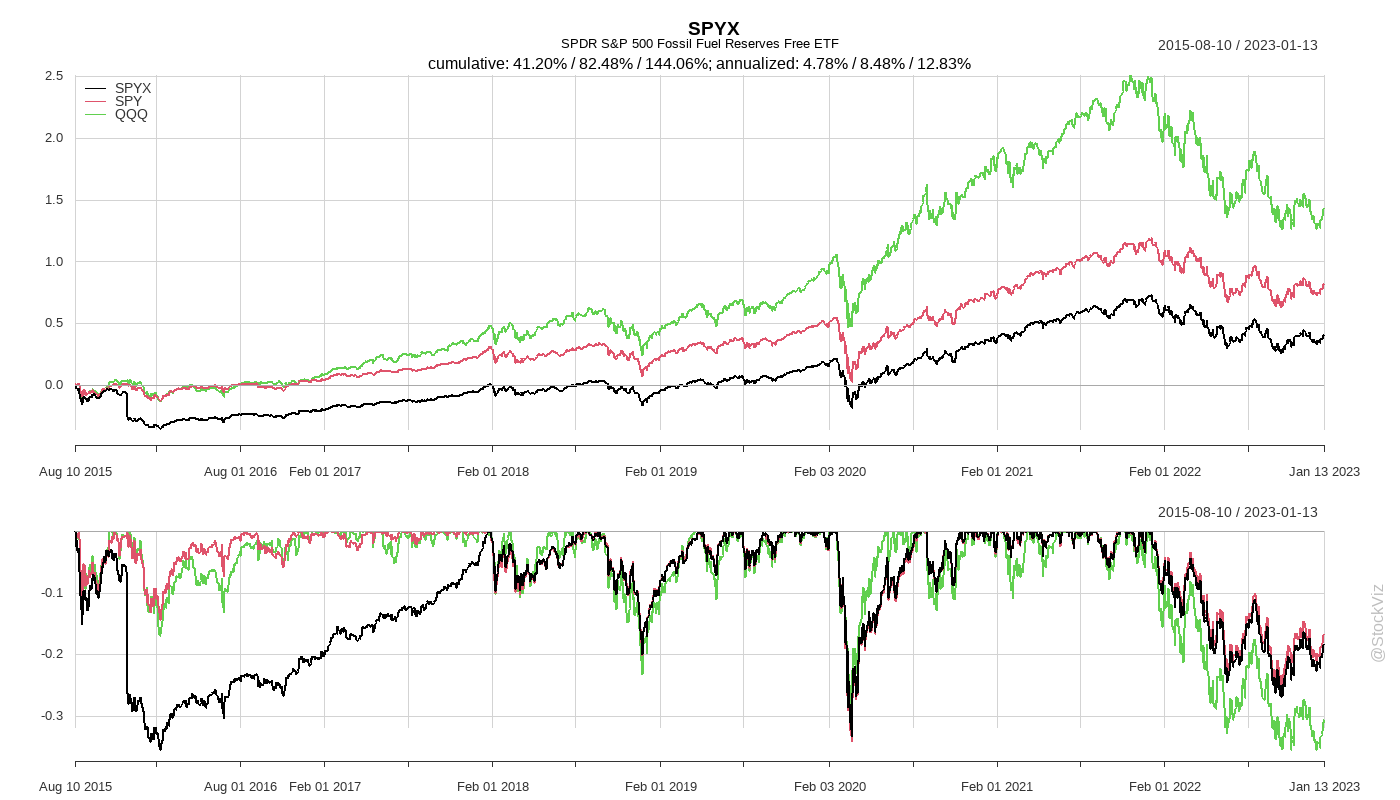 SPYX
SPDR S&P 500 Fossil Fuel Reserves Free ETF
2015-08-10 / 2023-01-13
cumulative: 41.20% / 82.48% / 144.06%; annualized: 4.78% / 8.48% / 12.83%
2.5
SPYX
SPY
QQQ
2.0
1.5
1.0
0.5
0.0
Aug 10 2015 Aug 01 2016 Feb 01 2017 Feb 01 2018 Feb 01 2019 Feb 03 2020 Feb 01 2021 Feb 01 2022 Jan 13 2023
2015-08-10 / 2023-01-13
-0.1
-0.2
-0.3
@StockViz
Aug 10 2015 Aug 01 2016 Feb 01 2017 Feb 01 2018 Feb 01 2019 Feb 03 2020 Feb 01 2021 Feb 01 2022 Jan 13 2023